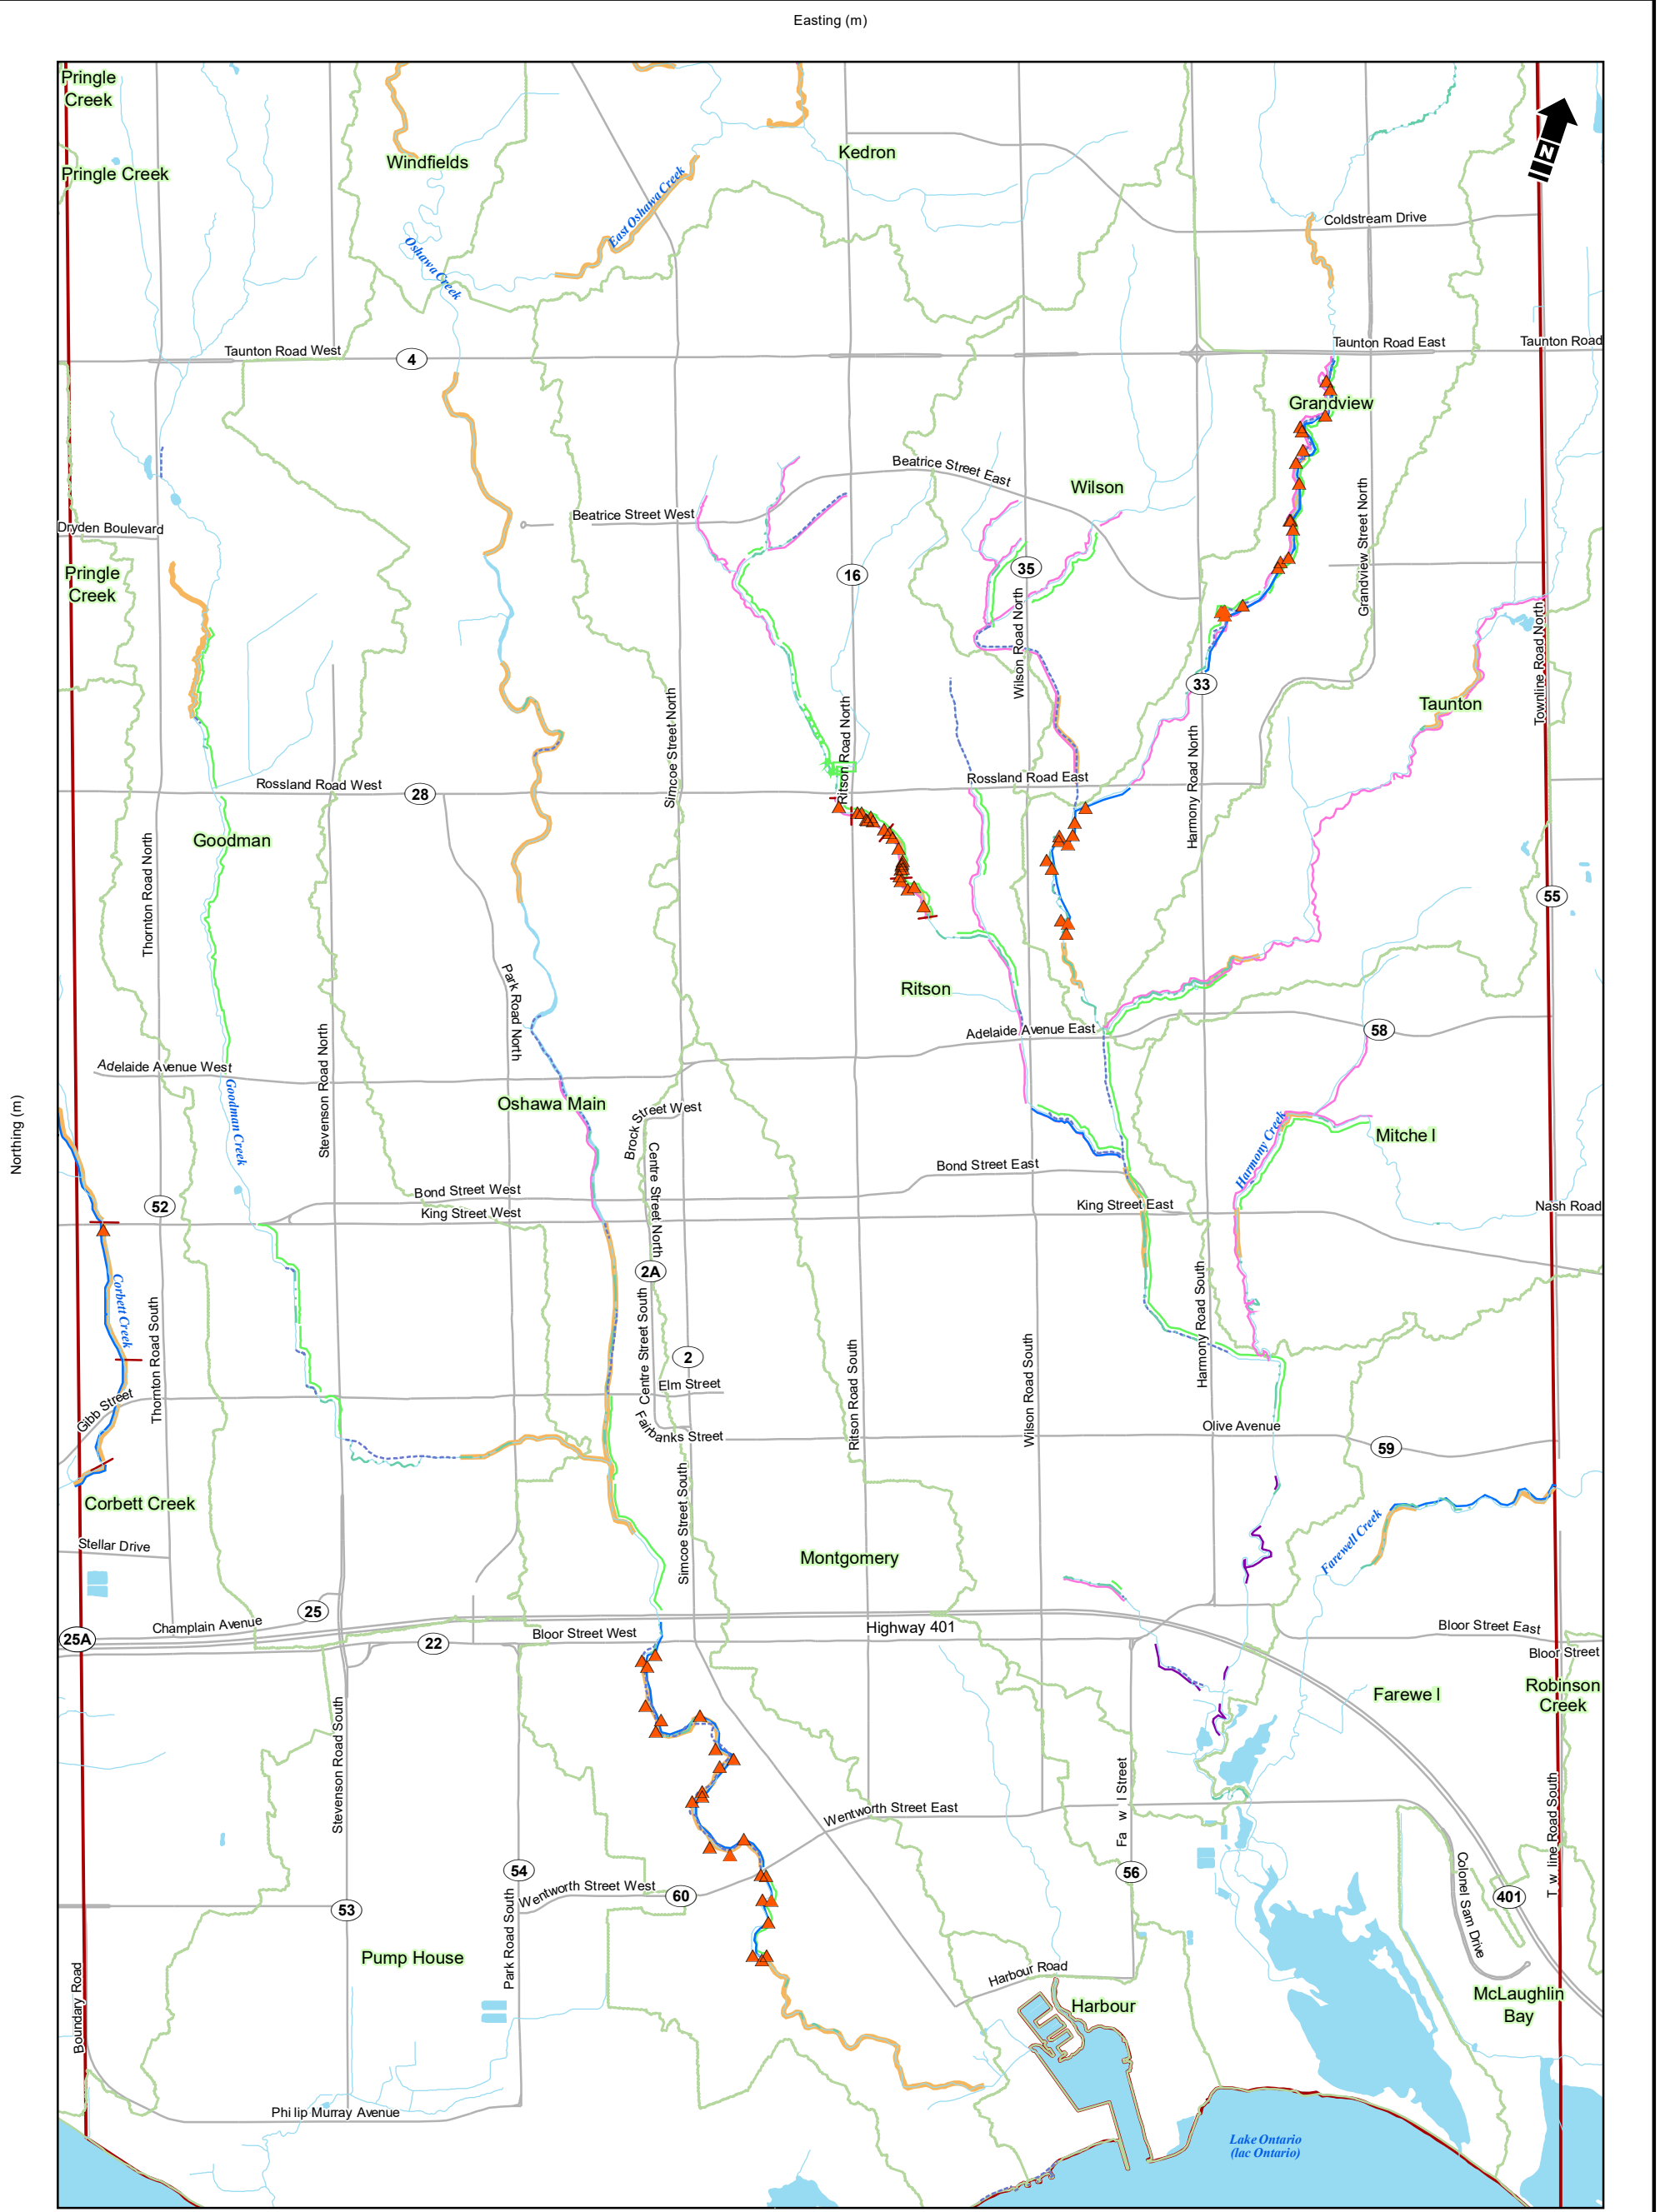 Easting (m)
Pringle
Creek
Pringle Creek
Windfields
Kedron
N
East Oshawa Creek
Oshawa Creek
Coldstream Drive
Taunton Road West
4
Taunton Road East
Taunton Road
Grandview
Beatrice Street East
Wilson
Beatrice Street West
Dryden Boulevard
Pringle
Creek
16
35
Grandview Street North
Wilson Road North
Townline Road North
33
Taunton
Simcoe Street North
Ritson Road North
Rossland Road West
28
Rossland Road East
Harmony Road North
Goodman
Thornton Road North
55
Park Road North
Ritson
Adelaide Avenue East
58
Stevenson Road North
Adelaide Avenue West
Goodman Creek
Oshawa Main
Brock Street West
Centre Street North
Harmony Creek
Mitche l
Northing (m)
Bond Street East
52
Bond Street West
King Street West
King Street East
Nash Road
2A
Corbett Creek
Thornton Road South
Centre Street South
2
Harmony Road South
Ritson Road South
Wilson Road South
Elm Street
Gibb Street
Fairbanks Street
Olive Avenue
59
Corbett Creek
Simcoe Street South
Stellar Drive
Montgomery
Farewell Creek
25
Champlain Avenue
25A
22
Bloor Street West
Highway 401
Bloor Street East
Bloor Street
Farewe l
Robinson
Creek
Stevenson Road South
Fa w l Street
T w line Road South
Wentworth Street East
54
56
Colonel Sam Drive
Wentworth Street West
60
401
53
Park Road South
Pump House
Boundary Road
Harbour Road
Harbour
McLaughlin
Bay
Phi lip Murray Avenue
Lake Ontario
(lac Ontario)